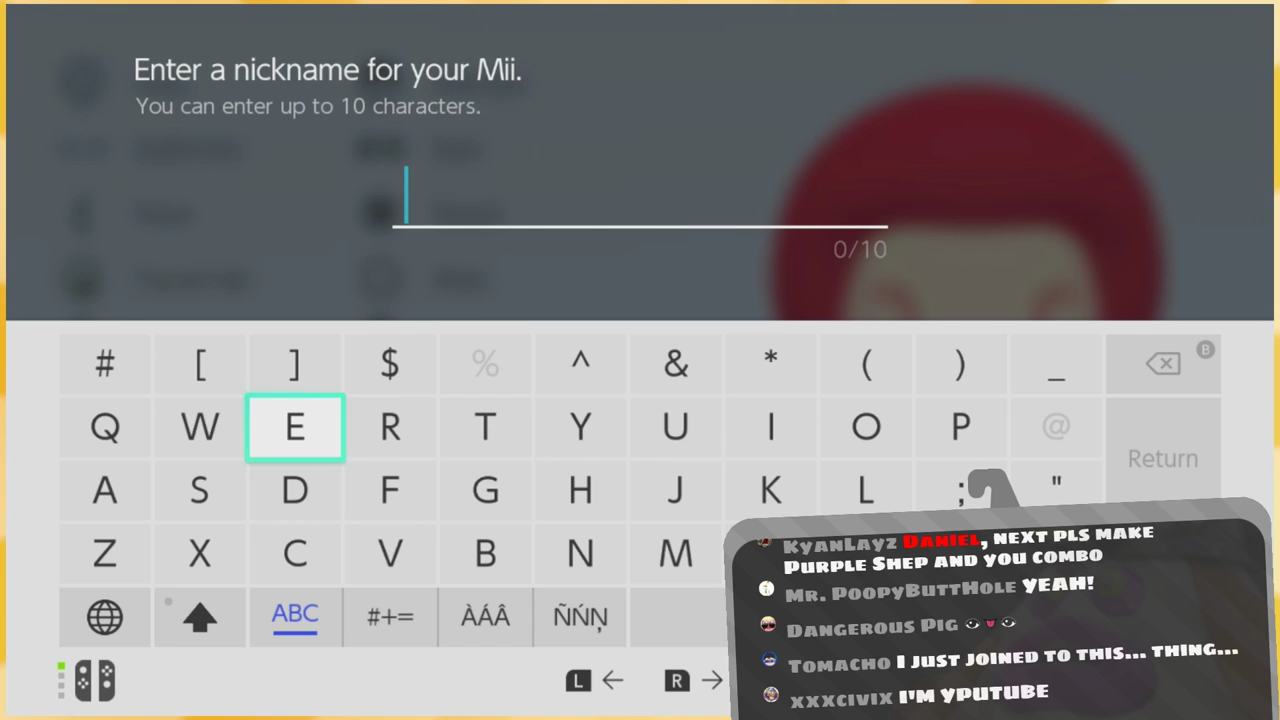 Enter a nickname for your Mii.
You can enter up to 10 characters.
0/10
# [ ] $ % ^ & * ( ) _
B
Q W E R T Y U I O P @
Return
A S D F G H J K L ; "
Z X C V B N M
ABC #+= ÀÁÂ ÑŃŅ
L ← R →
KyanLayz Daniel, next pls make
Purple Shep and you combo
Mr. PoopyButtHole YEAH!
Dangerous Pig 👁️👅👁️
Tomacho I just joined to this... thing...
xxxcivix I'm yputube